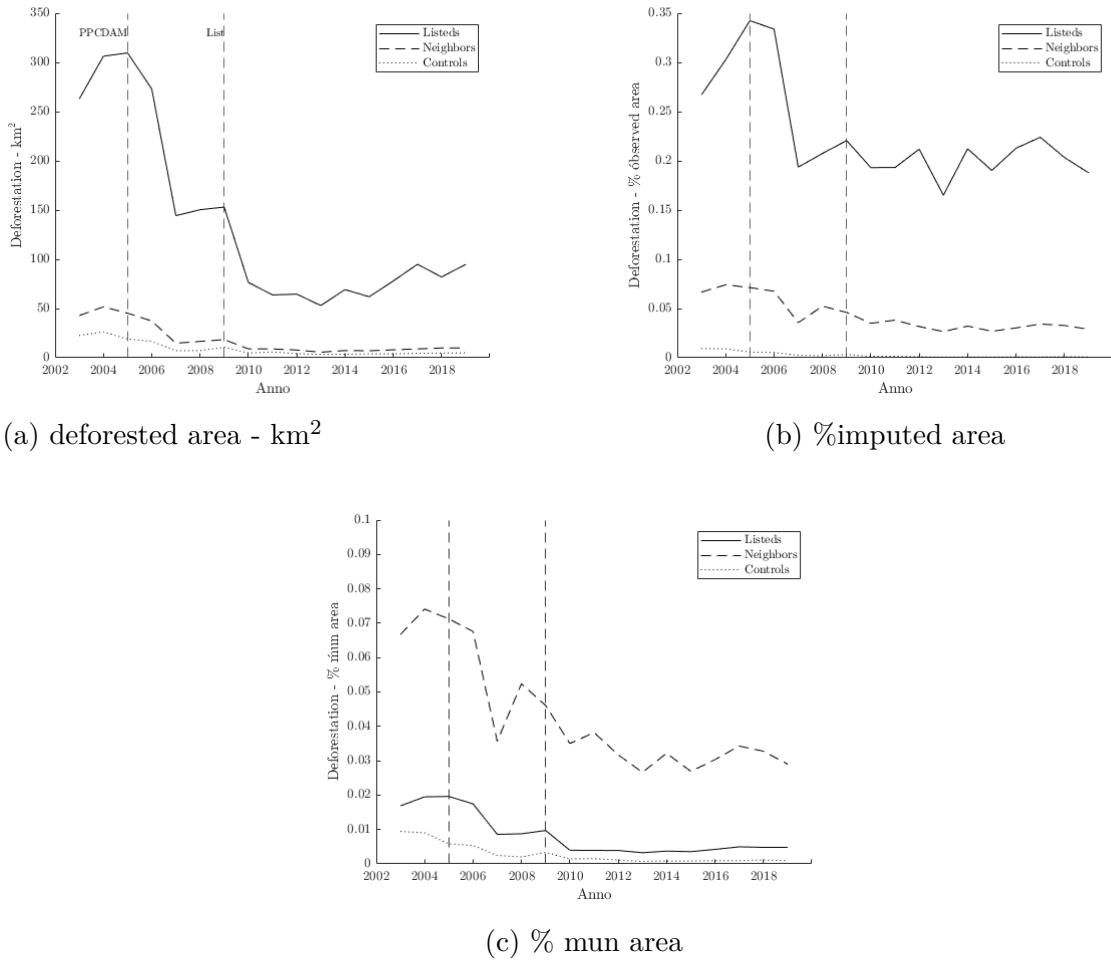 350
300
250
200
150
100
50
0
Deforestation - km²
PPCDAM
List
Listeds
Neighbors
Controls
2002 2004 2006 2008 2010 2012 2014 2016 2018
Anno
(a) deforested area - km²
0.35
0.3
0.25
0.2
0.15
0.1
0.05
0
Deforestation - % óbserved area
Listeds
Neighbors
Controls
2002 2004 2006 2008 2010 2012 2014 2016 2018
Anno
(b) %imputed area
0.1
0.09
0.08
0.07
0.06
0.05
0.04
0.03
0.02
0.01
0
Deforestation - % ḿun area
Listeds
Neighbors
Controls
2002 2004 2006 2008 2010 2012 2014 2016 2018
Anno
(c) % mun area